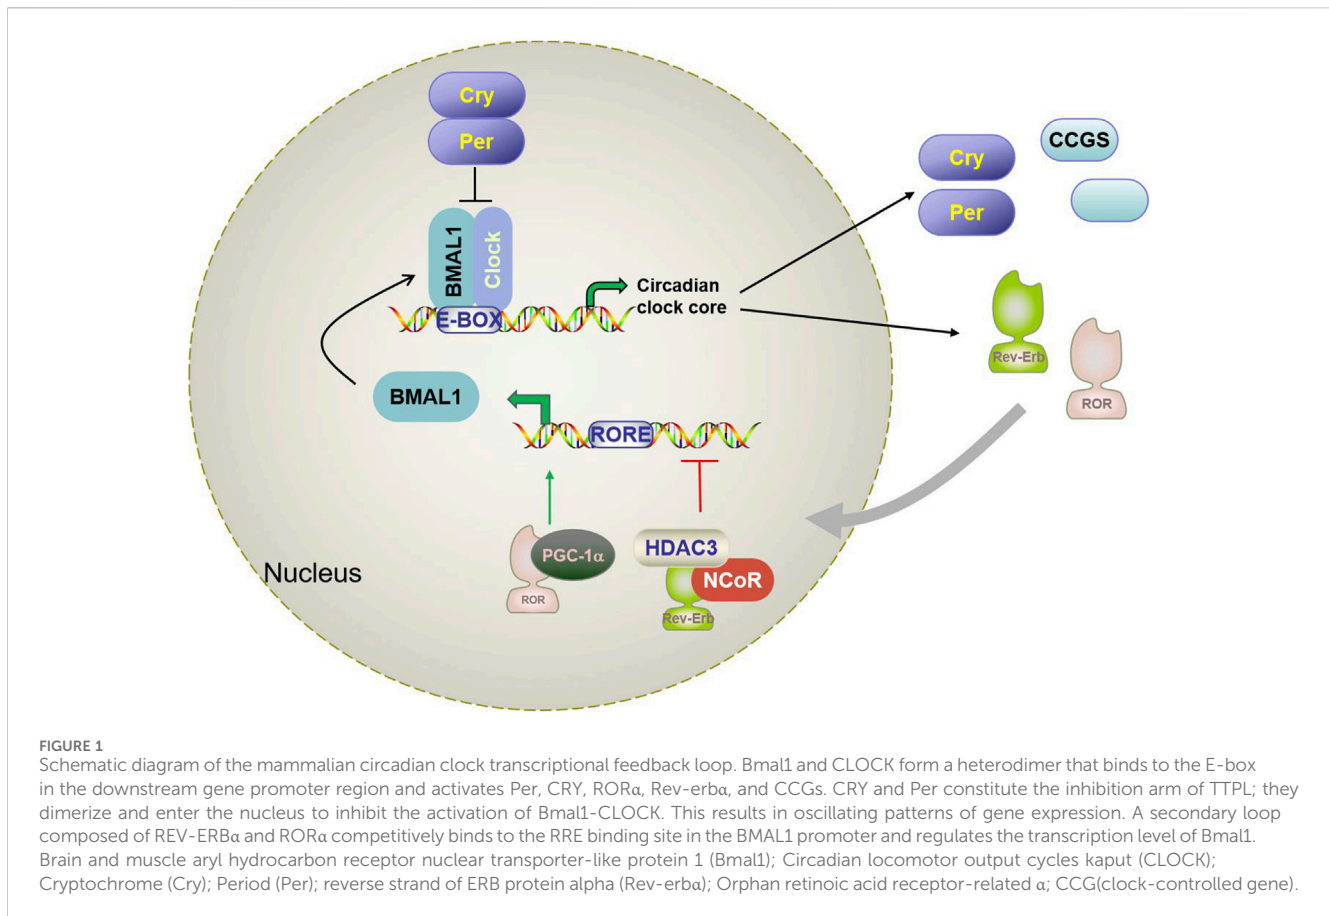 Cry
Per
BMAL1
Clock
E-BOX
Circadian
clock core
Cry
Per
CCGS
Rev-Erb
ROR
BMAL1
RORE
PGC-1α
ROR
HDAC3
NCoR
Rev-Erb
Nucleus
FIGURE 1
Schematic diagram of the mammalian circadian clock transcriptional feedback loop. Bmal1 and CLOCK form a heterodimer that binds to the E-box
in the downstream gene promoter region and activates Per, CRY, RORα, Rev-erbα, and CCGs. CRY and Per constitute the inhibition arm of TTPL; they
dimerize and enter the nucleus to inhibit the activation of Bmal1-CLOCK. This results in oscillating patterns of gene expression. A secondary loop
composed of REV-ERBα and RORα competitively binds to the RRE binding site in the BMAL1 promoter and regulates the transcription level of Bmal1.
Brain and muscle aryl hydrocarbon receptor nuclear transporter-like protein 1 (Bmal1); Circadian locomotor output cycles kaput (CLOCK);
Cryptochrome (Cry); Period (Per); reverse strand of ERB protein alpha (Rev-erbα); Orphan retinoic acid receptor-related α; CCG(clock-controlled gene).